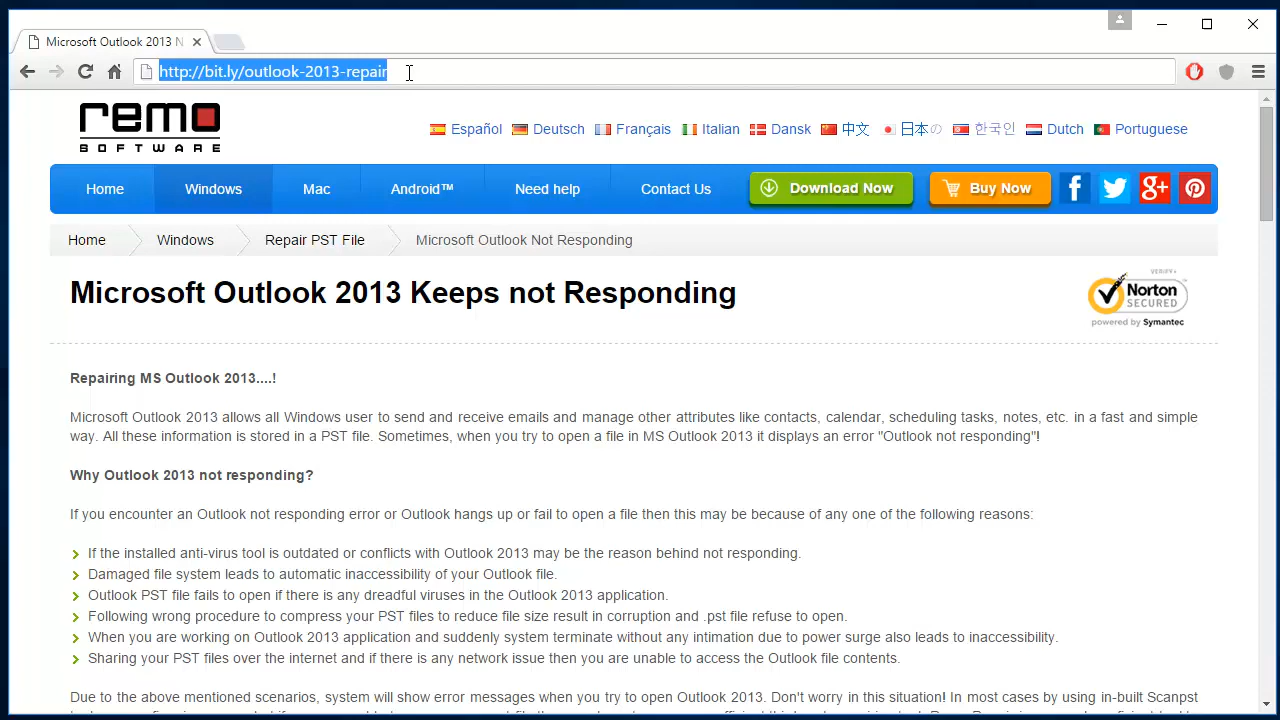 Microsoft Outlook 2013 N
http://bit.ly/outlook-2013-repair
remo
SOFTWARE
Español Deutsch Français Italian Dansk 中文 日本の 한국인 Dutch Portuguese
Home Windows Mac Android™ Need help Contact Us Download Now Buy Now
Home Windows Repair PST File Microsoft Outlook Not Responding
Microsoft Outlook 2013 Keeps not Responding
VERIFY▸
Norton
SECURED
powered by Symantec
Repairing MS Outlook 2013....!
Microsoft Outlook 2013 allows all Windows user to send and receive emails and manage other attributes like contacts, calendar, scheduling tasks, notes, etc. in a fast and simple
way. All these information is stored in a PST file. Sometimes, when you try to open a file in MS Outlook 2013 it displays an error "Outlook not responding"!
Why Outlook 2013 not responding?
If you encounter an Outlook not responding error or Outlook hangs up or fail to open a file then this may be because of any one of the following reasons:
If the installed anti-virus tool is outdated or conflicts with Outlook 2013 may be the reason behind not responding.
Damaged file system leads to automatic inaccessibility of your Outlook file.
Outlook PST file fails to open if there is any dreadful viruses in the Outlook 2013 application.
Following wrong procedure to compress your PST files to reduce file size result in corruption and .pst file refuse to open.
When you are working on Outlook 2013 application and suddenly system terminate without any intimation due to power surge also leads to inaccessibility.
Sharing your PST files over the internet and if there is any network issue then you are unable to access the Outlook file contents.
Due to the above mentioned scenarios, system will show error messages when you try to open Outlook 2013. Don't worry in this situation! In most cases by using in-built Scanpst